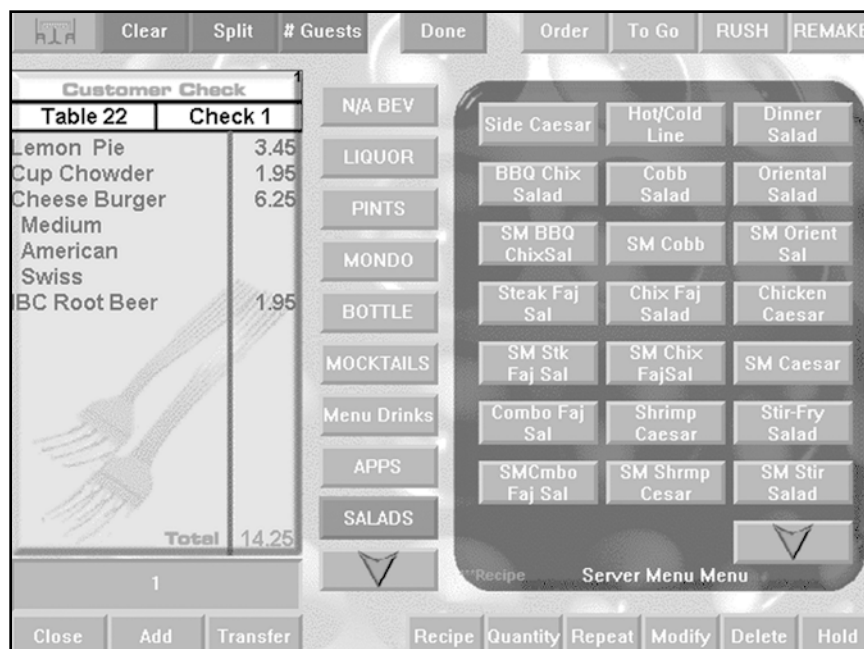 Clear Split # Guests Done Order To Go RUSH REMAKE
1
Customer Check
Table 22 Check 1
Lemon Pie 3.45
Cup Chowder 1.95
Cheese Burger 6.25
Medium
American
Swiss
IBC Root Beer 1.95
Total 14.25
1
N/A BEV
LIQUOR
PINTS
MONDO
BOTTLE
MOCKTAILS
Menu Drinks
APPS
SALADS
Side Caesar
Hot/Cold
Line
Dinner
Salad
BBQ Chix
Salad
Cobb
Salad
Oriental
Salad
SM BBQ
ChixSal
SM Cobb
SM Orient
Sal
Steak Faj
Sal
Chix Faj
Salad
Chicken
Caesar
SM Stk
Faj Sal
SM Chix
FajSal
SM Caesar
Combo Faj
Sal
Shrimp
Caesar
Stir-Fry
Salad
SMCmbo
Faj Sal
SM Shrmp
Cesar
SM Stir
Salad
***Recipe Server Menu Menu
Close Add Transfer Recipe Quantity Repeat Modify Delete Hold